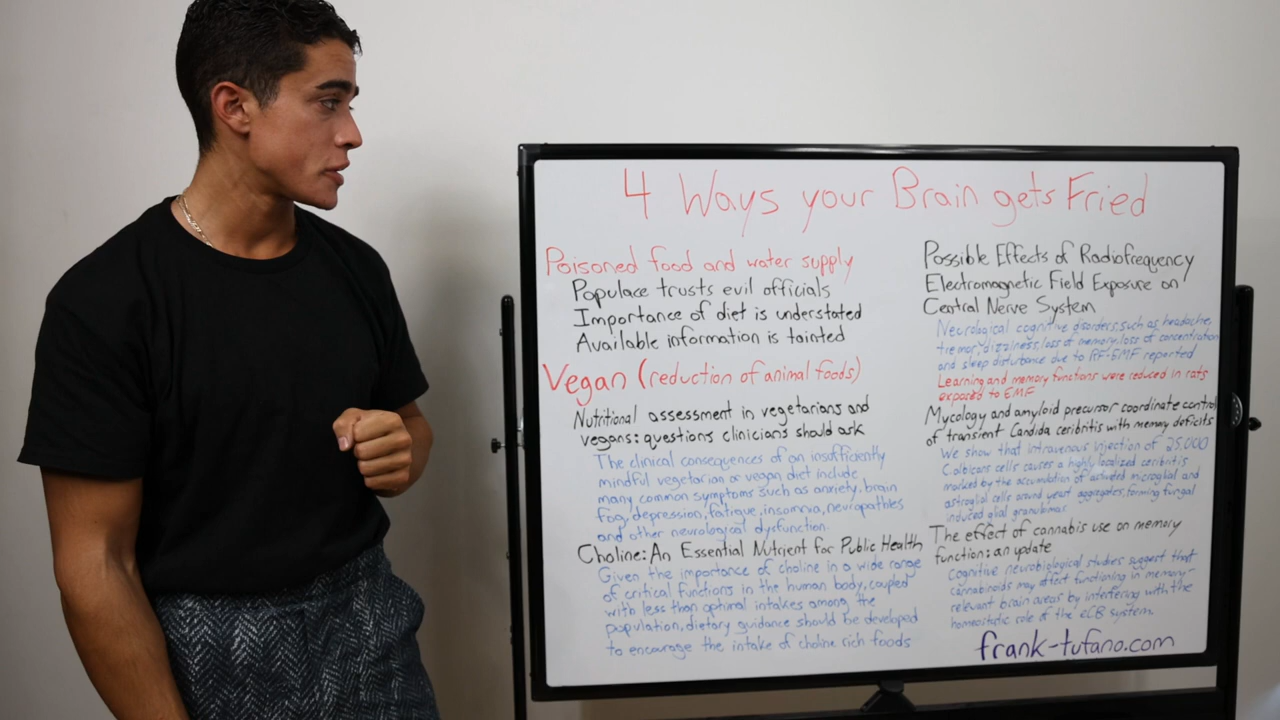 4 Ways your Brain gets Fried
Poisoned food and water supply
Populace trusts evil officials
Importance of diet is understated
Available information is tainted
Vegan (reduction of animal foods)
Nutritional assessment in vegetarians and
vegans: questions clinicians should ask
The clinical consequences of an insufficiently
mindful vegetarian or vegan diet include
many common symptoms such as anxiety, brain
fog, depression, fatigue, insomnia, neuropathies
and other neurological dysfunction.
Choline: An Essential Nutrient for Public Health
Given the importance of choline in a wide range
of critical functions in the human body, coupled
with less than optimal intakes among the
population, dietary guidance should be developed
to encourage the intake of choline rich foods
Possible Effects of Radiofrequency
Electromagnetic Field Exposure on
Central Nerve System
Neurological cognitive disorders, such as headache,
tremor, dizziness, loss of memory, loss of concentration
and sleep disturbance due to RF-EMF reported
Learning and memory functions were reduced in rats
exposed to EMF
Mycology and amyloid precursor coordinate control
of transient Candida ceribritis with memory deficits
We show that intravenous injection of 25,000
C albicans cells causes a highly localized cerebritis
marked by the accumulation of activated microglial and
astroglial cells around yeast aggregates, forming fungal
induced glial granulomas
The effect of cannabis use on memory
function: an update
Cognitive neurobiological studies suggest that
cannabinoids may affect functioning in memory-
relevant brain areas by interfering with the
homeostatic role of the eCB system.
frank-tufano.com